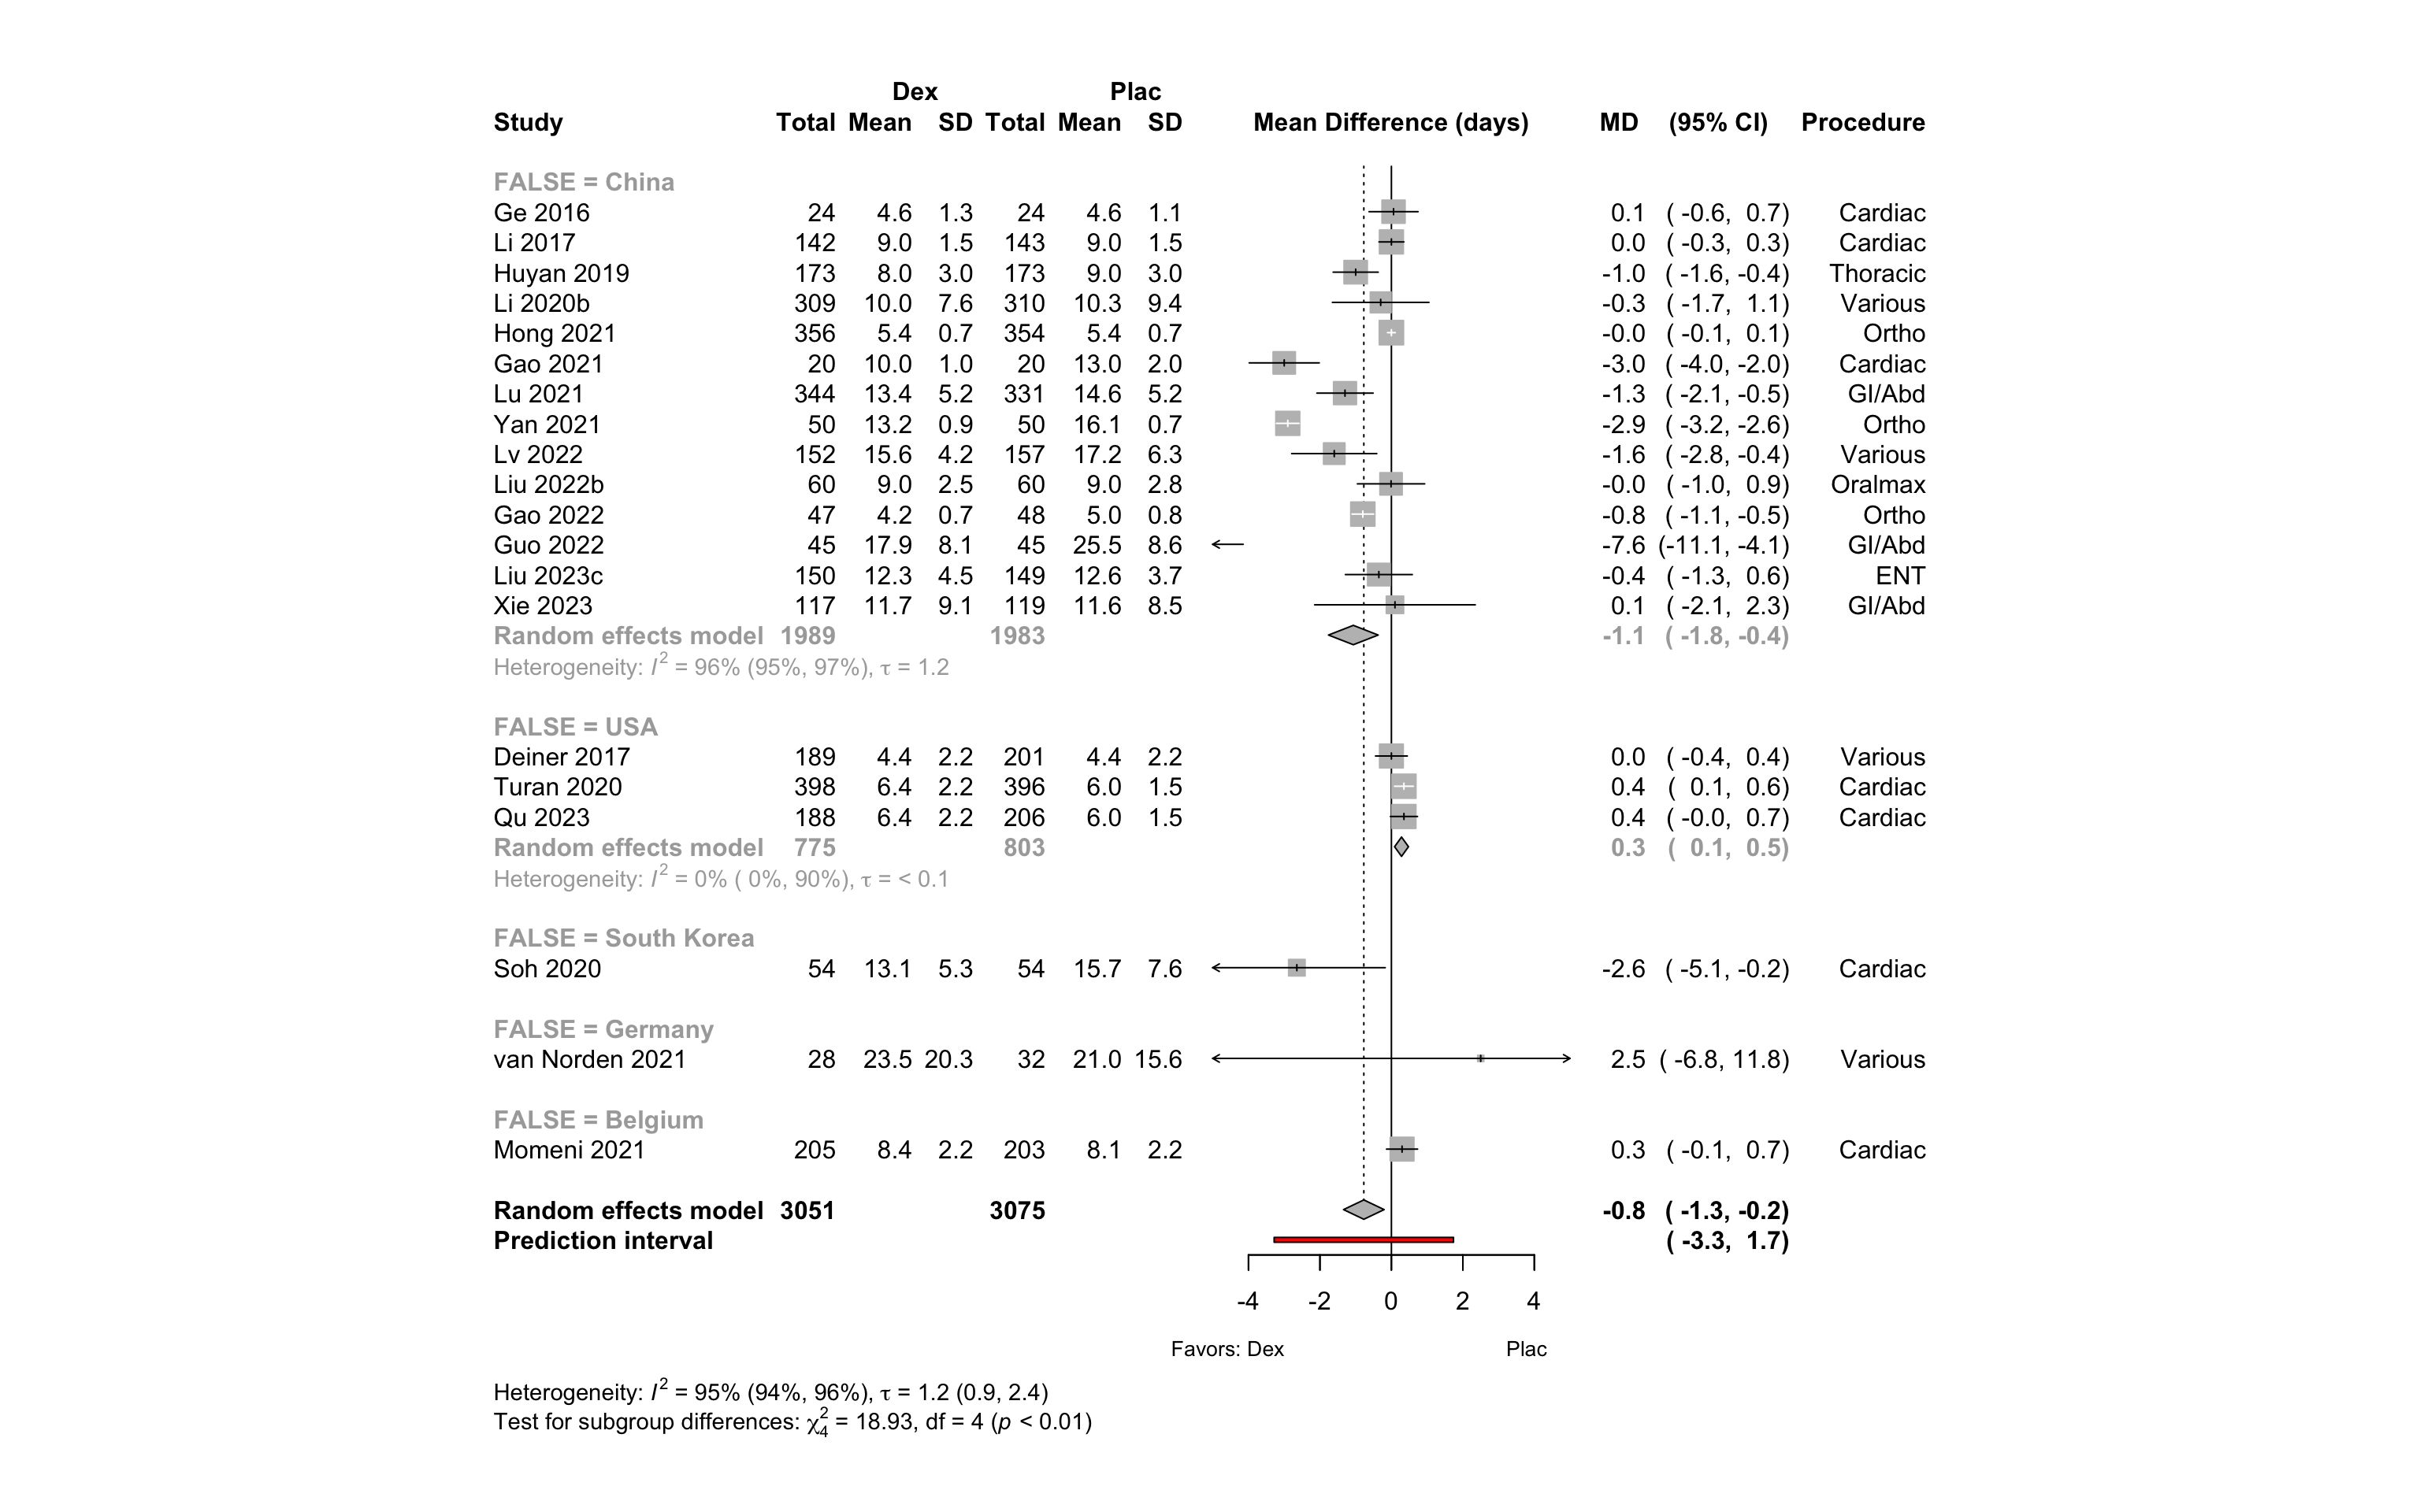 Dex Plac
Study Total Mean SD Total Mean SD Mean Difference (days) MD (95% CI) Procedure
FALSE = China
Ge 2016 24 4.6 1.3 24 4.6 1.1 0.1 ( -0.6, 0.7) Cardiac
Li 2017 142 9.0 1.5 143 9.0 1.5 0.0 ( -0.3, 0.3) Cardiac
Huyan 2019 173 8.0 3.0 173 9.0 3.0 -1.0 ( -1.6, -0.4) Thoracic
Li 2020b 309 10.0 7.6 310 10.3 9.4 -0.3 ( -1.7, 1.1) Various
Hong 2021 356 5.4 0.7 354 5.4 0.7 -0.0 ( -0.1, 0.1) Ortho
Gao 2021 20 10.0 1.0 20 13.0 2.0 -3.0 ( -4.0, -2.0) Cardiac
Lu 2021 344 13.4 5.2 331 14.6 5.2 -1.3 ( -2.1, -0.5) GI/Abd
Yan 2021 50 13.2 0.9 50 16.1 0.7 -2.9 ( -3.2, -2.6) Ortho
Lv 2022 152 15.6 4.2 157 17.2 6.3 -1.6 ( -2.8, -0.4) Various
Liu 2022b 60 9.0 2.5 60 9.0 2.8 -0.0 ( -1.0, 0.9) Oralmax
Gao 2022 47 4.2 0.7 48 5.0 0.8 -0.8 ( -1.1, -0.5) Ortho
Guo 2022 45 17.9 8.1 45 25.5 8.6 -7.6 (-11.1, -4.1) GI/Abd
Liu 2023c 150 12.3 4.5 149 12.6 3.7 -0.4 ( -1.3, 0.6) ENT
Xie 2023 117 11.7 9.1 119 11.6 8.5 0.1 ( -2.1, 2.3) GI/Abd
Random effects model 1989 1983 -1.1 ( -1.8, -0.4)
Heterogeneity: I² = 96% (95%, 97%), τ = 1.2
FALSE = USA
Deiner 2017 189 4.4 2.2 201 4.4 2.2 0.0 ( -0.4, 0.4) Various
Turan 2020 398 6.4 2.2 396 6.0 1.5 0.4 ( 0.1, 0.6) Cardiac
Qu 2023 188 6.4 2.2 206 6.0 1.5 0.4 ( -0.0, 0.7) Cardiac
Random effects model 775 803 0.3 ( 0.1, 0.5)
Heterogeneity: I² = 0% ( 0%, 90%), τ = < 0.1
FALSE = South Korea
Soh 2020 54 13.1 5.3 54 15.7 7.6 -2.6 ( -5.1, -0.2) Cardiac
FALSE = Germany
van Norden 2021 28 23.5 20.3 32 21.0 15.6 2.5 ( -6.8, 11.8) Various
FALSE = Belgium
Momeni 2021 205 8.4 2.2 203 8.1 2.2 0.3 ( -0.1, 0.7) Cardiac
Random effects model 3051 3075 -0.8 ( -1.3, -0.2)
Prediction interval ( -3.3, 1.7)
-4 -2 0 2 4
Favors: Dex Plac
Heterogeneity: I² = 95% (94%, 96%), τ = 1.2 (0.9, 2.4)
Test for subgroup differences: χ²₄ = 18.93, df = 4 (p < 0.01)